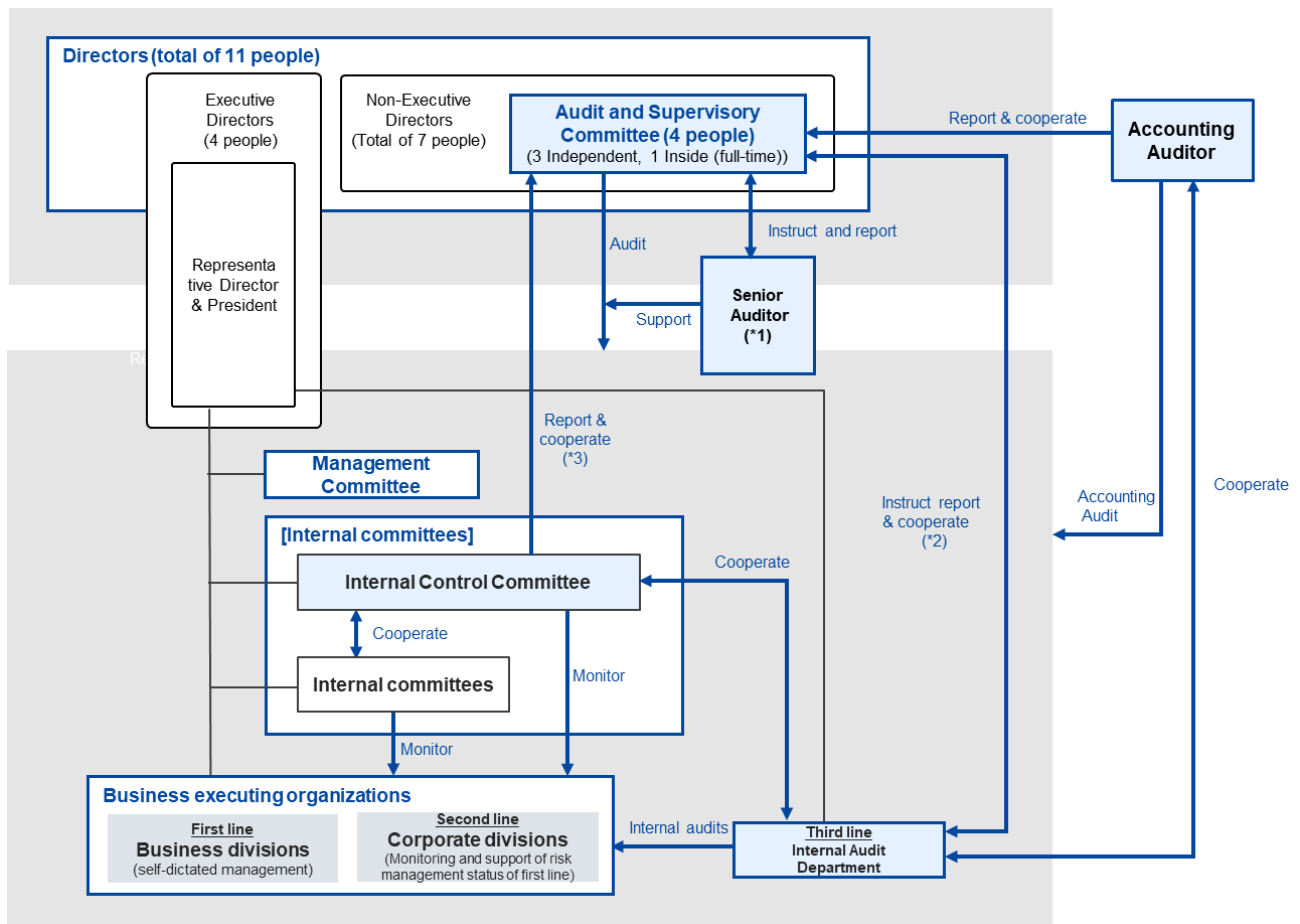 Directors (total of 11 people)
Executive
Directors
(4 people)
Non-Executive
Directors
(Total of 7 people)
Audit and Supervisory
Committee (4 people)
(3 Independent, 1 Inside (full-time))
Report & cooperate
Accounting
Auditor
Representa
tive Director
& President
Audit
Instruct and report
Senior
Auditor
(*1)
Support
Re
Report &
cooperate
(*3)
Management
Committee
Instruct report
& cooperate
(*2)
Accounting
Audit
Cooperate
[Internal committees]
Internal Control Committee
Cooperate
Cooperate
Internal committees
Monitor
Monitor
Business executing organizations
First line
Business divisions
(self-dictated management)
Second line
Corporate divisions
(Monitoring and support of risk
management status of first line)
Internal audits
Third line
Internal Audit
Department